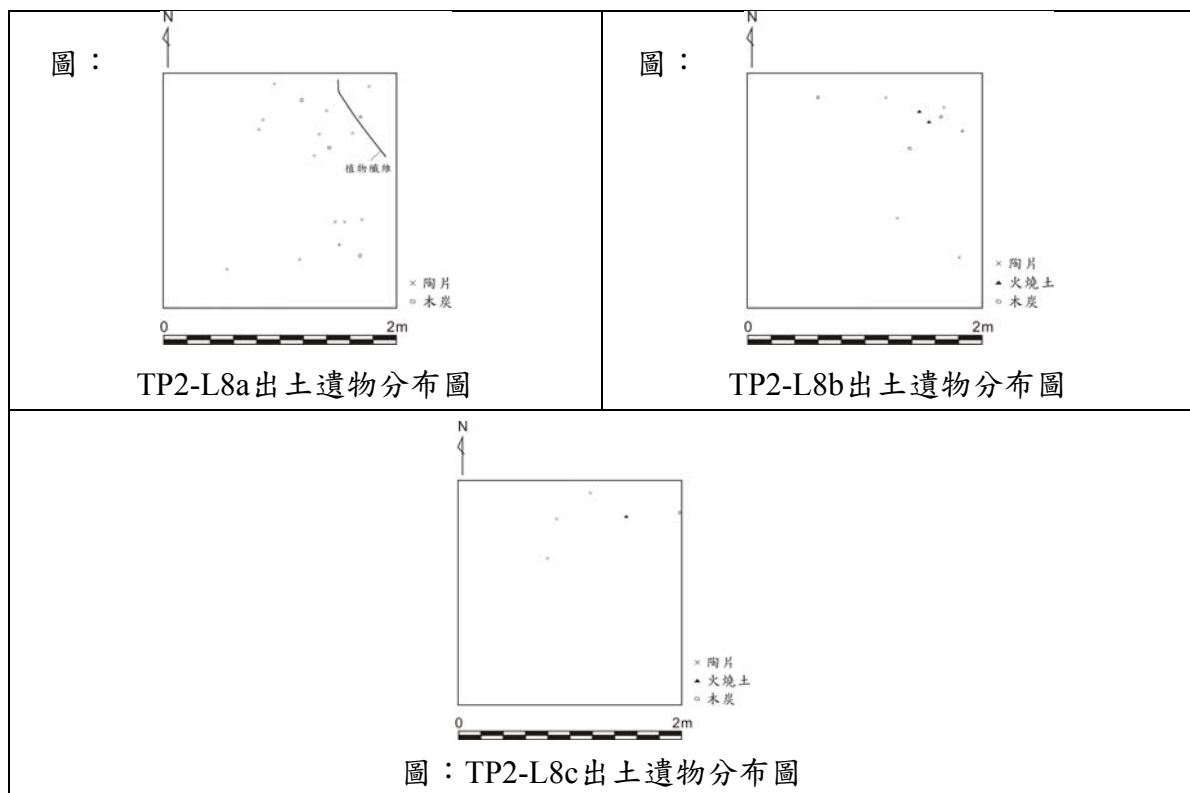 N
圖：
植物纖維
× 陶片
○ 木炭
0 2m
TP2-L8a出土遺物分布圖
N
圖：
× 陶片
▲ 火燒土
○ 木炭
0 2m
TP2-L8b出土遺物分布圖
N
× 陶片
▲ 火燒土
○ 木炭
0 2m
圖：TP2-L8c出土遺物分布圖